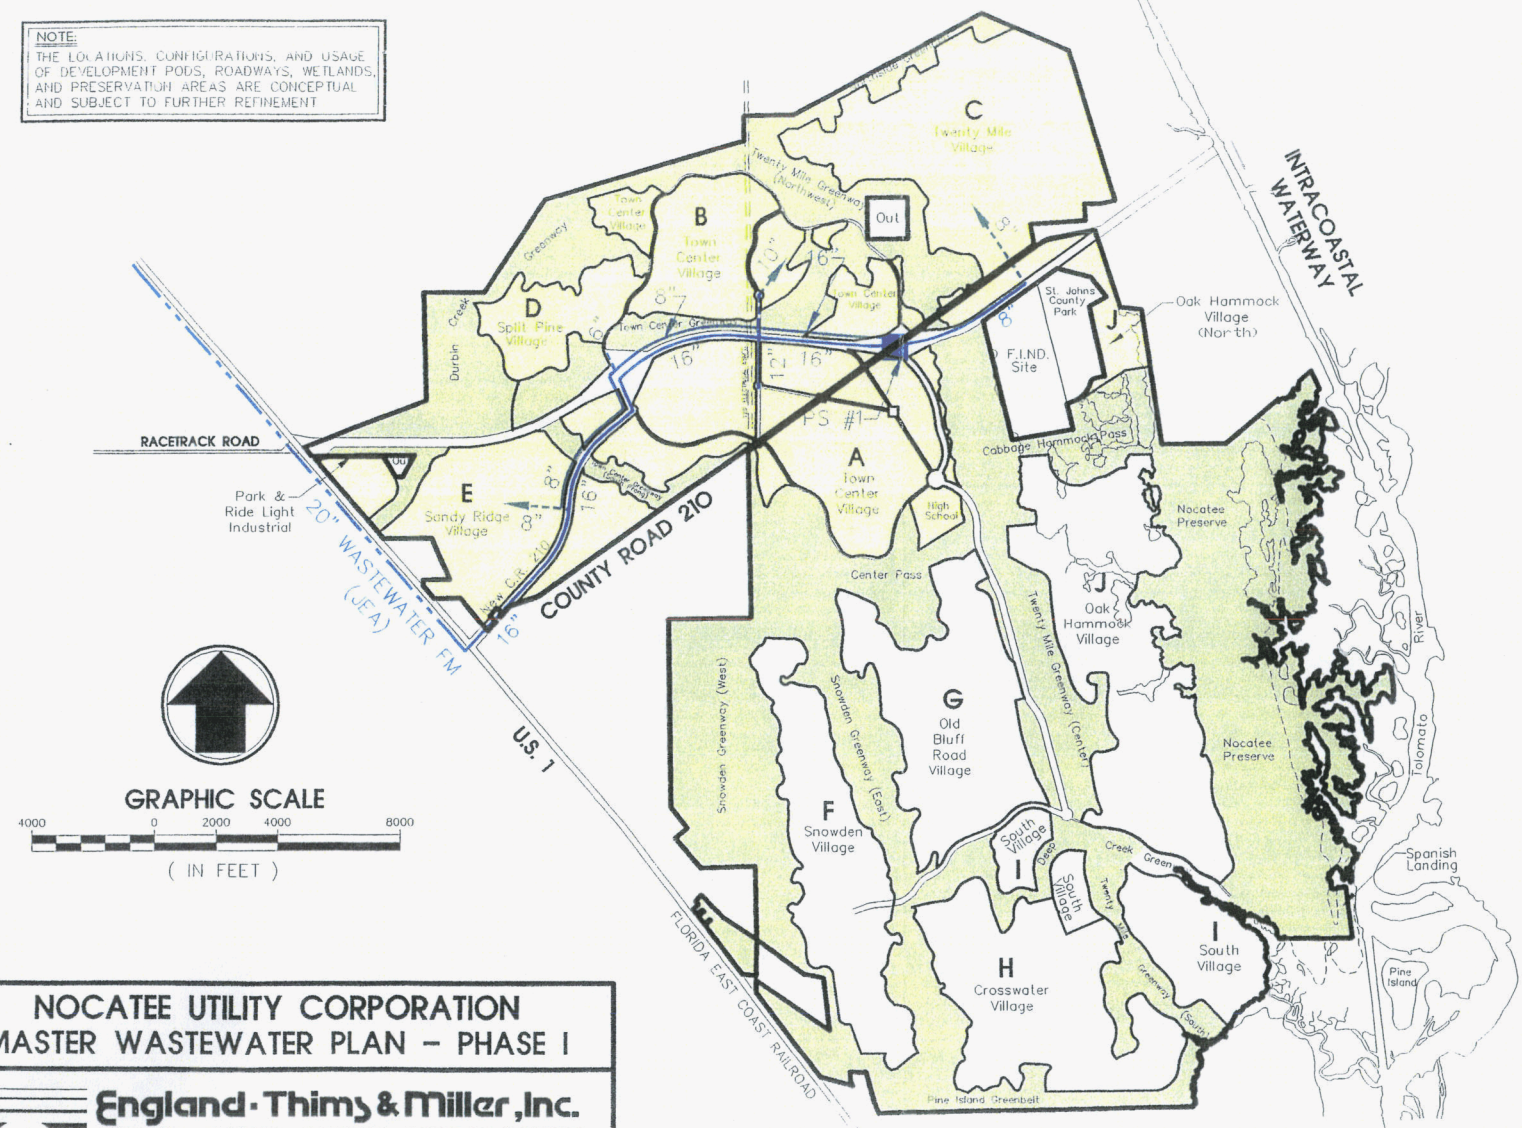 NOTE:
THE LOCATIONS, CONFIGURATIONS, AND USAGE
OF DEVELOPMENT PODS, ROADWAYS, WETLANDS,
AND PRESERVATION AREAS ARE CONCEPTUAL
AND SUBJECT TO FURTHER REFINEMENT
C
Twenty Mile
Village
Twenty Mile Greenway
(Northwest)
Out
INTRACOASTAL
WATERWAY
Town
Center
Village
B
Town
Center
Village
Greenway
Durbin Creek
D
Split Pine
Village
Town Center Greenway
Town Center
Village
8"
6"
10"
16"
8"
16"
16"
12"
8"
PS #1
St. Johns
County
Park
F.I.ND.
Site
J
Oak Hammock
Village
(North)
Cabbage Hammock Pass
RACETRACK ROAD
Park &
Ride Light
Industrial
Ou
E
Sandy Ridge
Village
8"
8"
16"
New C.R. 210
16"
COUNTY ROAD 210
20" WASTEWATER FM
(JEA)
A
Town
Center
Village
High
School
Center Pass
Nocatee
Preserve
J
Oak
Hammock
Village
Twenty Mile Greenway (Center)
Tolomato River
Nocatee
Preserve
U.S. 1
Snowden Greenway (West)
Snowden Greenway (East)
G
Old
Bluff
Road
Village
F
Snowden
Village
South
Village
I
Deep
Creek
Green
South
Village
Twenty
Mile
Greenway
(South)
I
South
Village
H
Crosswater
Village
Spanish
Landing
Pine
Island
Pine Island Greenbelt
FLORIDA EAST COAST RAILROAD
GRAPHIC SCALE
4000 0 2000 4000 8000
( IN FEET )
NOCATEE UTILITY CORPORATION
MASTER WASTEWATER PLAN – PHASE I
England·Thims & Miller, Inc.